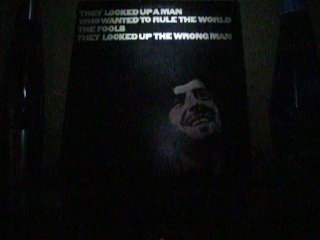 THEY LOCKED UP A MAN
WHO WANTED TO RULE THE WORLD
THE FOOLS
THEY LOCKED UP THE WRONG MAN